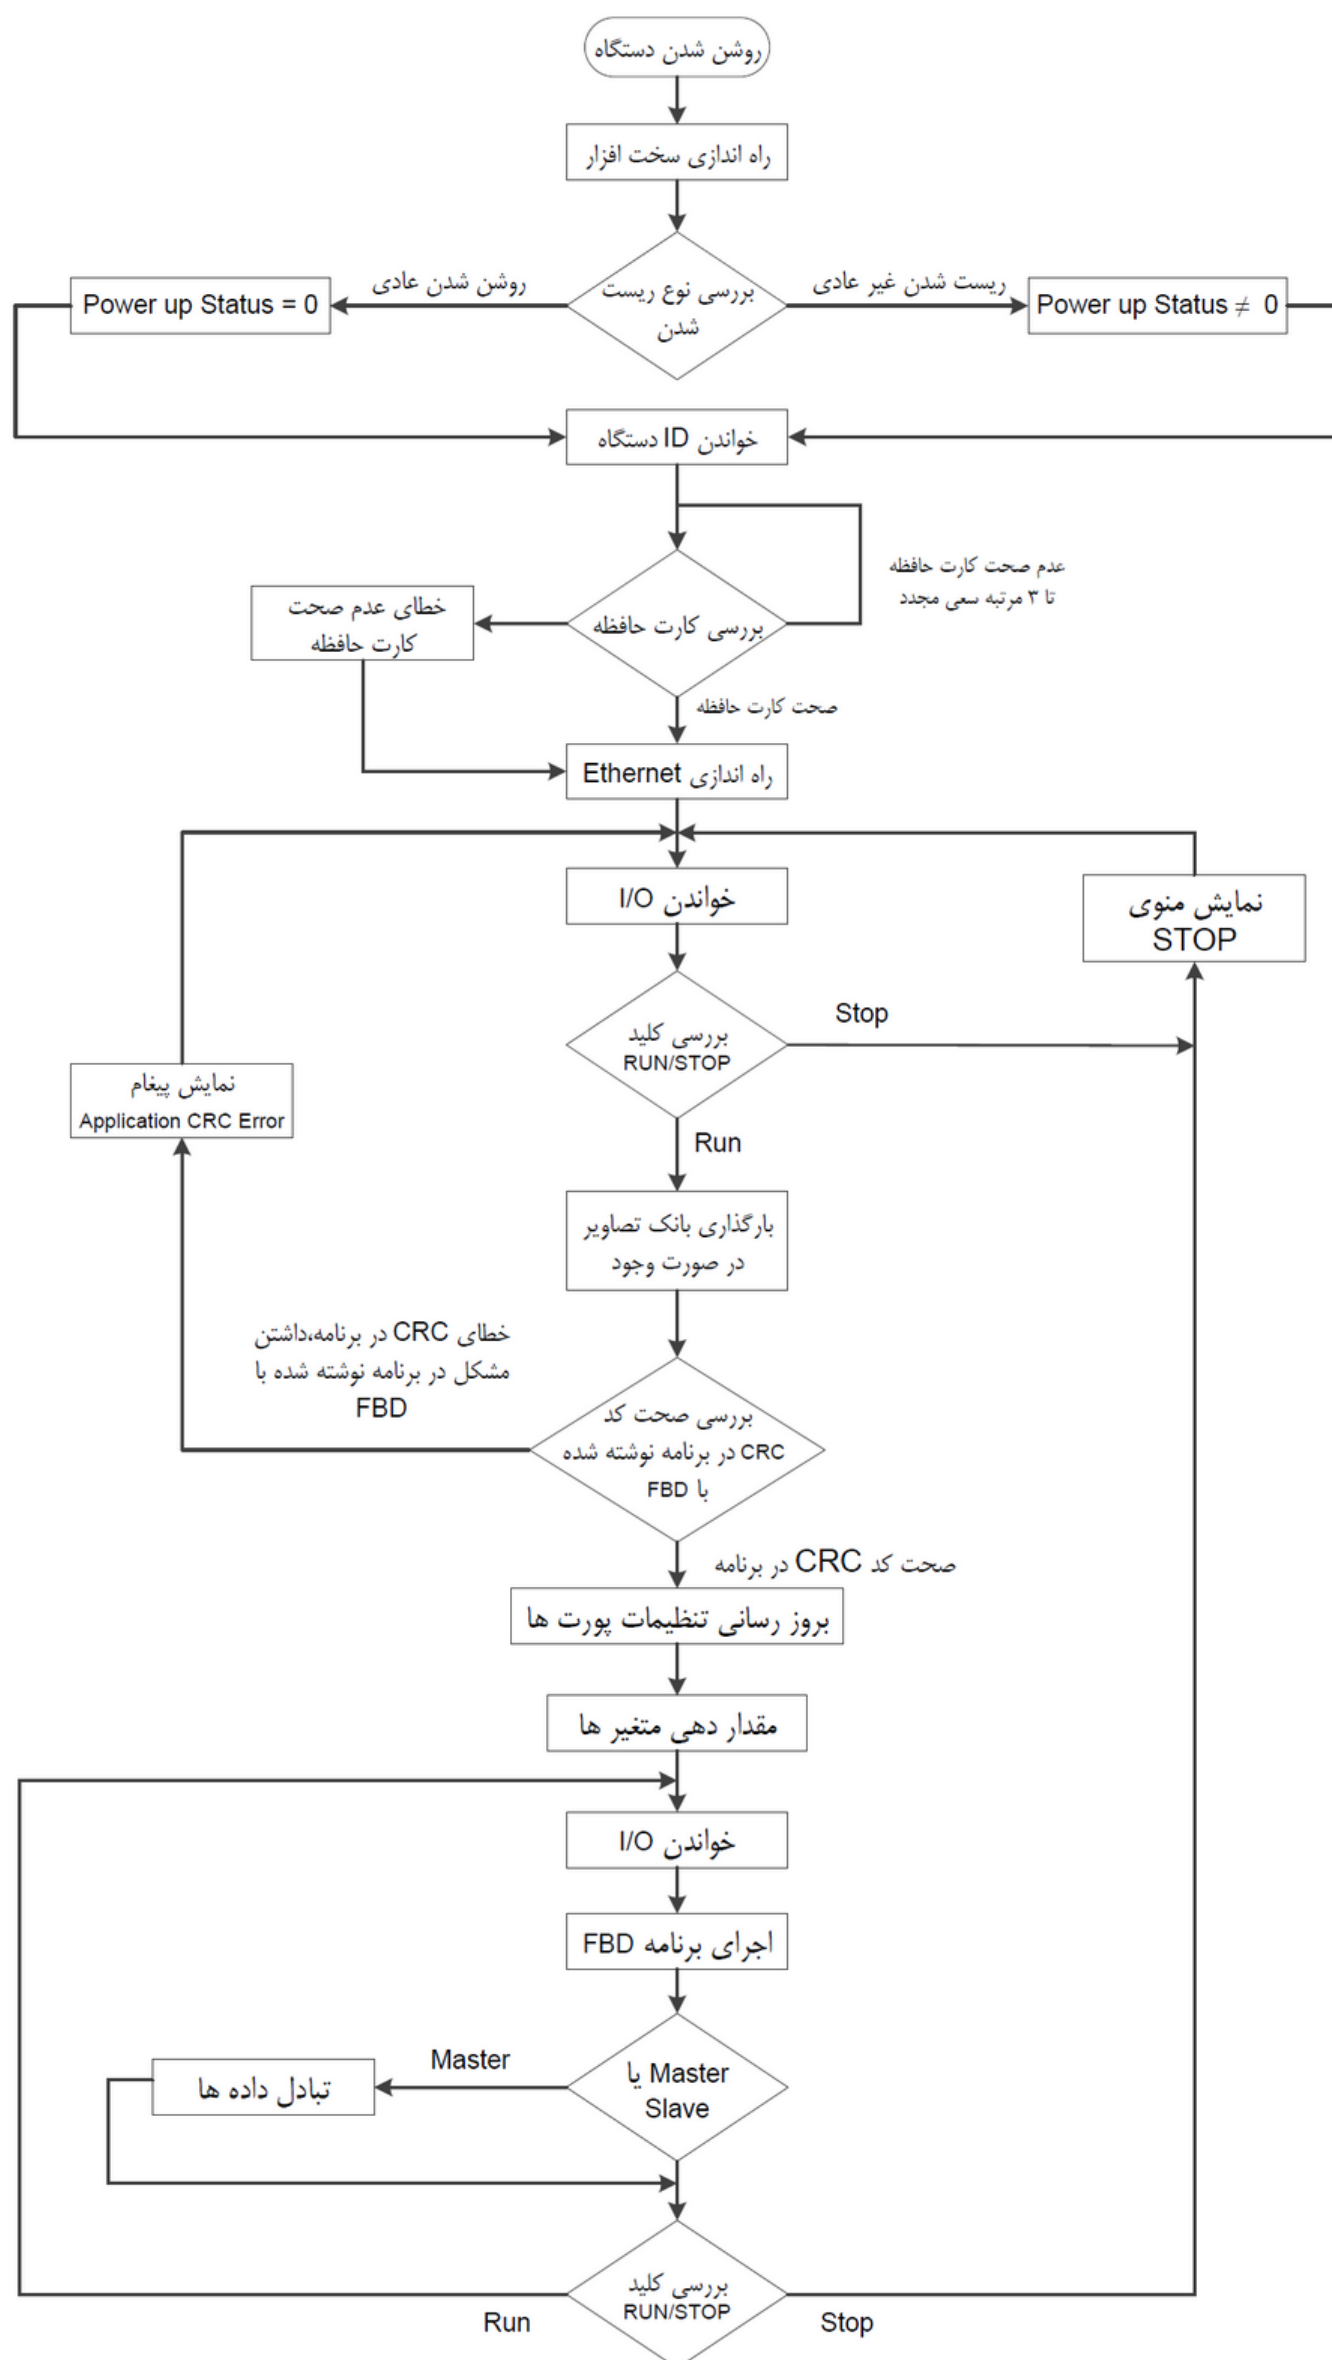 روشن شدن دستگاه
راه اندازی سخت افزار
ریست شدن غیر عادی
روشن شدن عادی
Power up Status ≠ 0
بررسی نوع ریست
شدن
Power up Status = 0
خواندن ID دستگاه
عدم صحت کارت حافظه
تا ۳ مرتبه سعی مجدد
بررسی کارت حافظه
خطای عدم صحت
کارت حافظه
صحت کارت حافظه
راه اندازی Ethernet
خواندن I/O
نمایش منوی
STOP
Stop
بررسی کلید
RUN/STOP
نمایش پیغام
Application CRC Error
Run
بارگذاری بانک تصاویر
در صورت وجود
خطای CRC در برنامه،داشتن
مشکل در برنامه نوشته شده با
FBD
بررسی صحت کد
CRC در برنامه نوشته شده
با FBD
صحت کد CRC در برنامه
بروز رسانی تنظیمات پورت ها
مقدار دهی متغیر ها
خواندن I/O
اجرای برنامه FBD
Master
Master یا
Slave
تبادل داده ها
بررسی کلید
RUN/STOP
Stop
Run